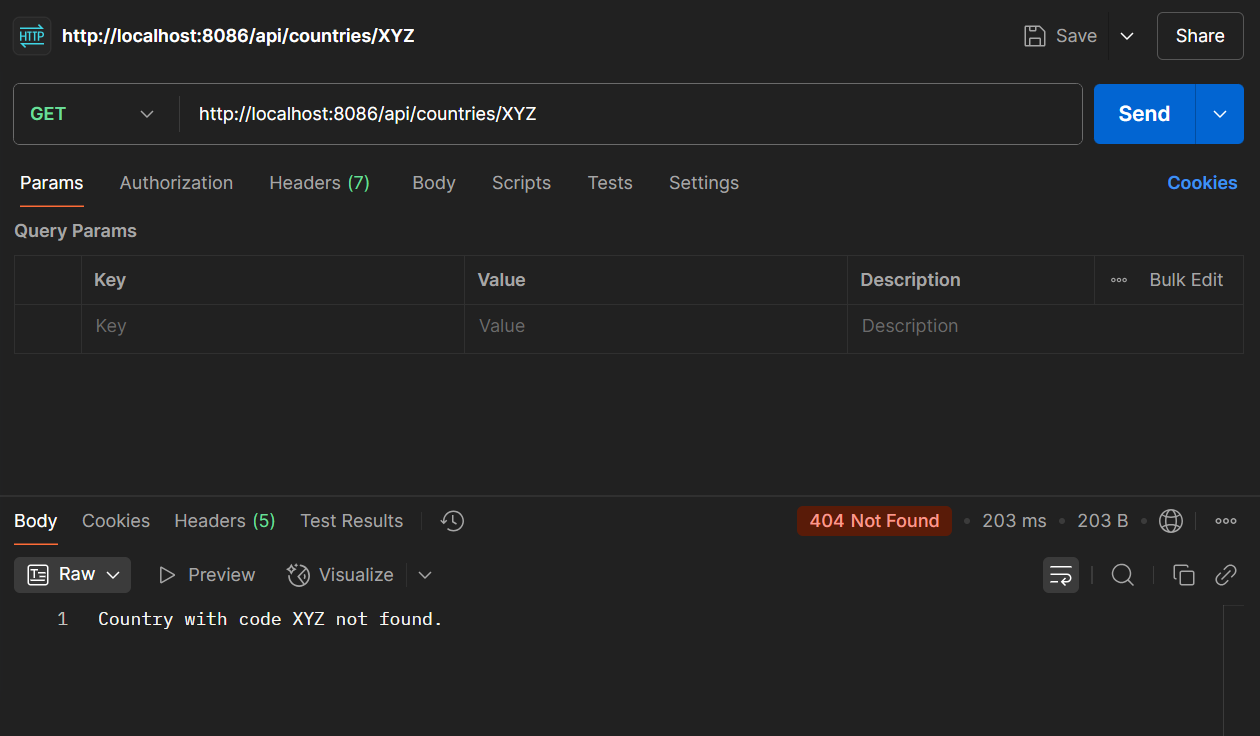 HTTP http://localhost:8086/api/countries/XYZ Save Share
GET http://localhost:8086/api/countries/XYZ Send
Params Authorization Headers (7) Body Scripts Tests Settings Cookies
Query Params
Key Value Description Bulk Edit
Key Value Description
Body Cookies Headers (5) Test Results 404 Not Found 203 ms 203 B
Raw Preview Visualize
1 Country with code XYZ not found.